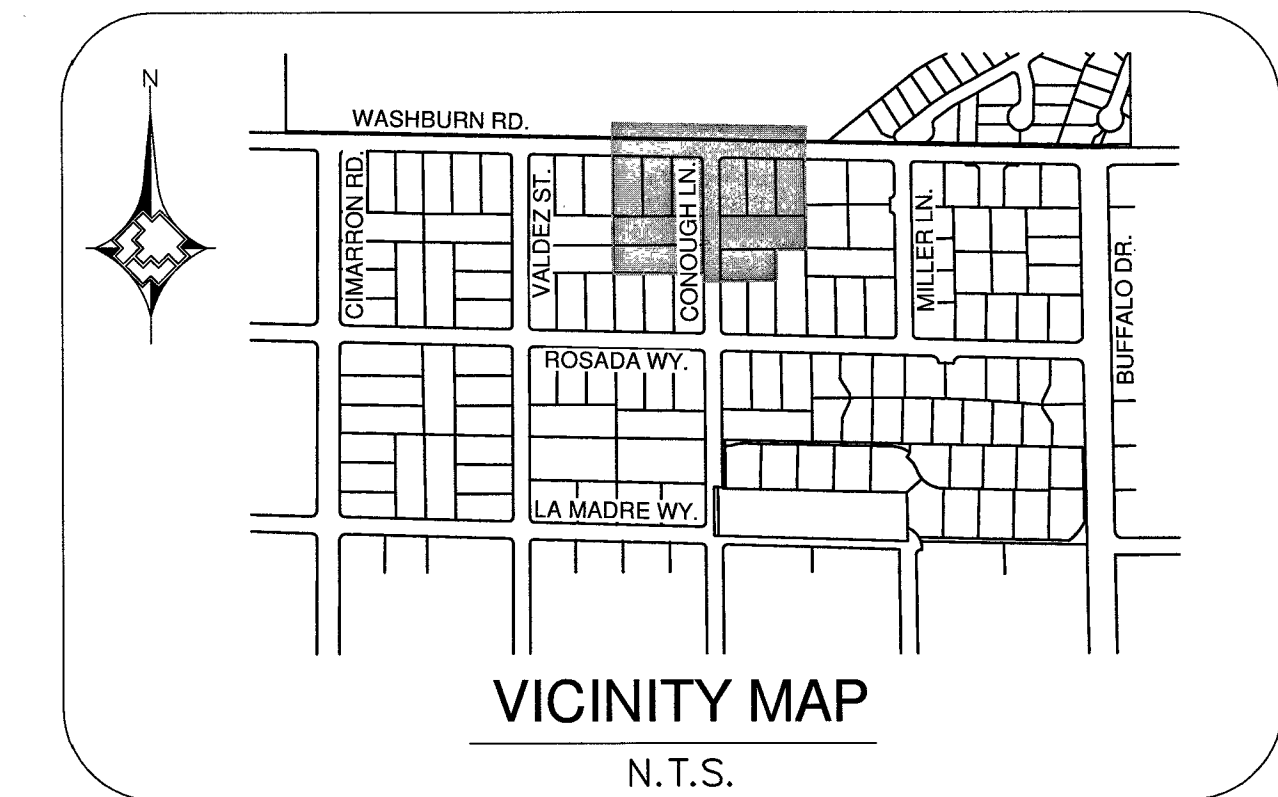 N
WASHBURN RD.
CIMARRON RD.
VALDEZ ST.
CONOUGH LN.
MILLER LN.
BUFFALO DR.
ROSADA WY.
LA MADRE WY.
VICINITY MAP
N.T.S.